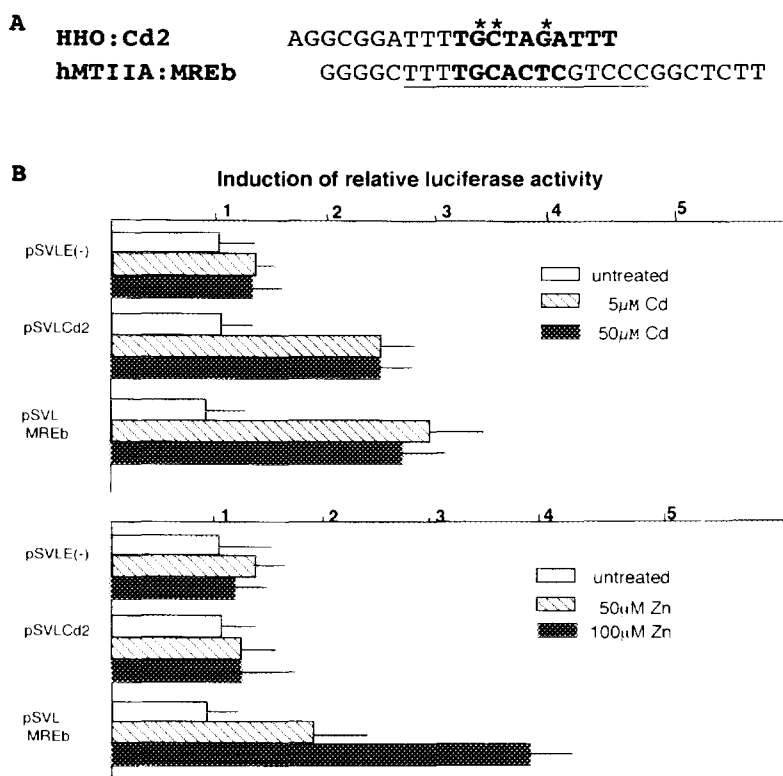 A
* * *
HHO:Cd2 AGGCGGATTTTGCTAGATTT
hMTIIA:MREb GGGGCTTTTGCACTCGTCCCGGCTCTT
B
Induction of relative luciferase activity
1 2 3 4 5
pSVLE(-)
untreated
5μM Cd
pSVLCd2
50μM Cd
pSVL
MREb
1 2 3 4 5
pSVLE(-)
untreated
50μM Zn
pSVLCd2
100μM Zn
pSVL
MREb